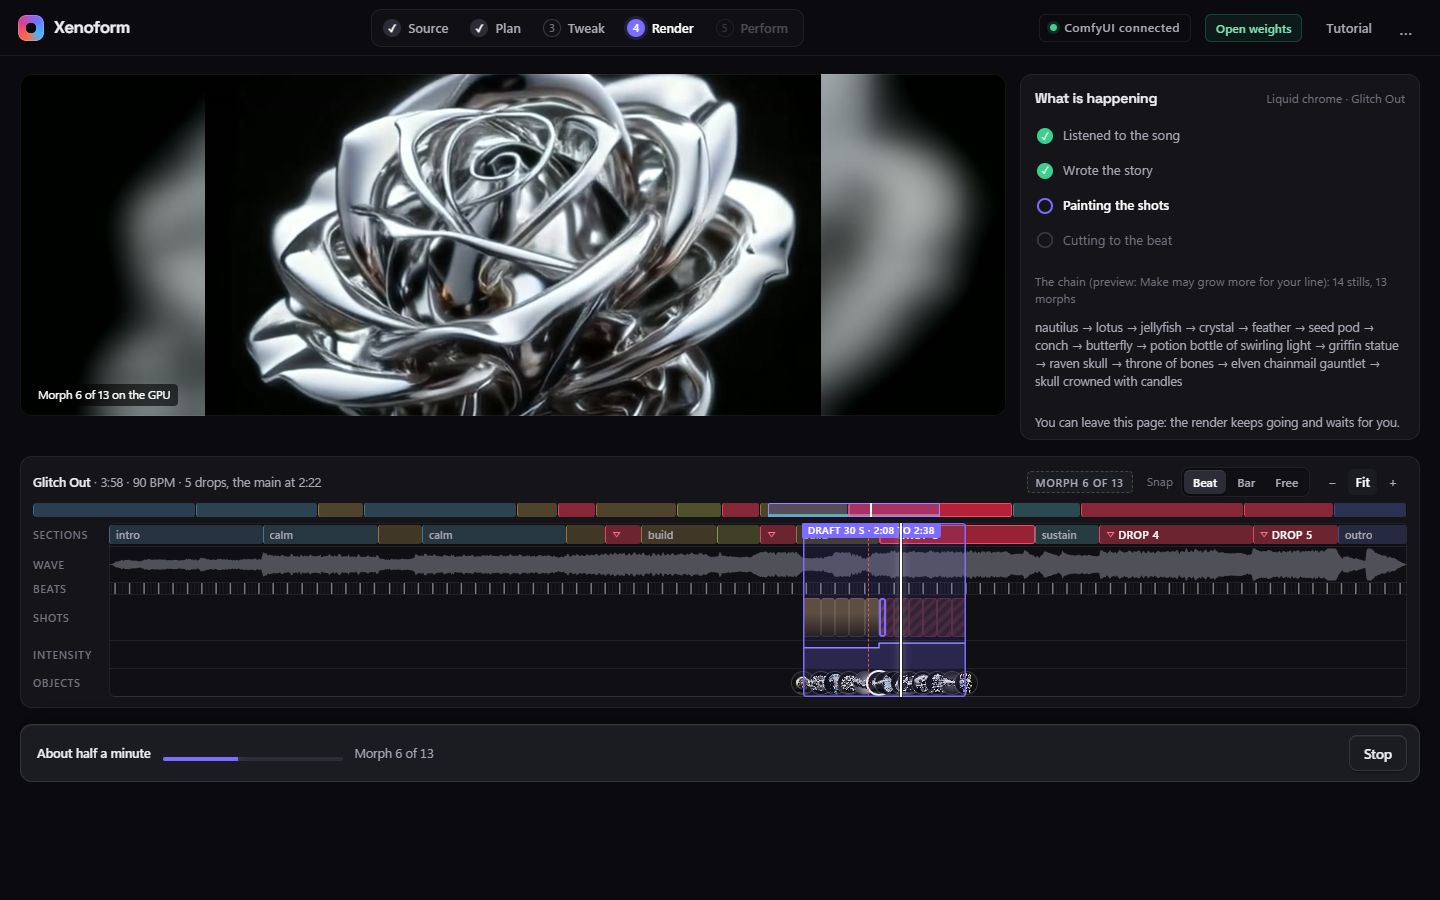 Xenoform
Source
Plan
3 Tweak
4 Render
5 Perform
ComfyUI connected
Open weights
Tutorial
...
Morph 6 of 13 on the GPU
What is happening
Liquid chrome · Glitch Out
Listened to the song
Wrote the story
Painting the shots
Cutting to the beat
The chain (preview: Make may grow more for your line): 14 stills, 13
morphs
nautilus → lotus → jellyfish → crystal → feather → seed pod →
conch → butterfly → potion bottle of swirling light → griffin statue
→ raven skull → throne of bones → elven chainmail gauntlet →
skull crowned with candles
You can leave this page: the render keeps going and waits for you.
Glitch Out · 3:58 · 90 BPM · 5 drops, the main at 2:22
MORPH 6 OF 13
Snap
Beat
Bar
Free
−
Fit
+
SECTIONS
intro
calm
calm
build
DRAFT 30 S · 2:08
O 2:38
sustain
DROP 4
DROP 5
outro
WAVE
BEATS
SHOTS
INTENSITY
OBJECTS
About half a minute
Morph 6 of 13
Stop